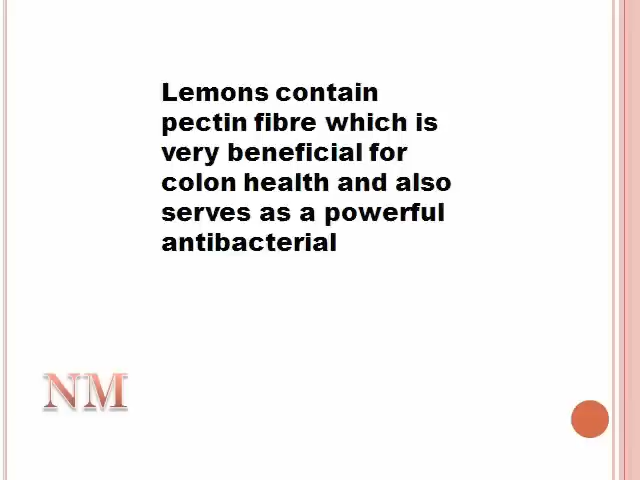 Lemons contain
pectin fibre which is
very beneficial for
colon health and also
serves as a powerful
antibacterial
NM